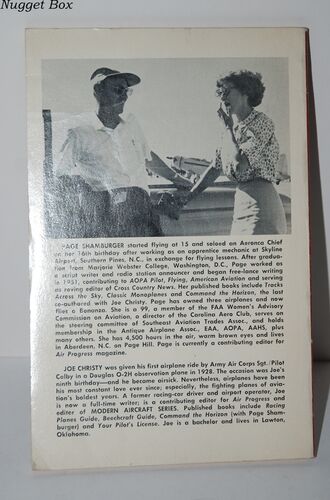 Nugget Box
PAGE SHAMBURGER started flying at 15 and soloed an Aeronca Chief
on her 16th birthday after working as an apprentice mechanic at Skyline
Airport, Southern Pines, N.C., in exchange for flying lessons. After gradua-
tion from Marjorie Webster College, Washington, D.C., Page worked as
a script writer and radio station announcer and began free-lance writing
in 1951, contributing to AOPA Pilot, Flying, American Aviation and serving
as roving editor of Cross Country News. Her published books include Tracks
Across the Sky, Classic Monoplanes and Command the Horizon, the last
co-authored with Joe Christy. Page has owned three airplanes and now
flies a Bonanza. She is a 99, a member of the FAA Women's Advisory
Commission on Aviation, a director of the Carolina Aero Club, serves on
the steering committee of Southeast Aviation Trades Assoc., and holds
membership in the Antique Airplane Assoc., EAA, AOPA, AAHS, plus
many others. She has 4,500 hours in the air, warm brown eyes and lives
in Aberdeen, N.C. on Page Hill. Page is currently a contributing editor for
Air Progress magazine.
JOE CHRISTY was given his first airplane ride by Army Air Corps Sgt./Pilot
Colby in a Douglas O-2H observation plane in 1928. The occasion was Joe's
ninth birthday—and he became airsick. Nevertheless, airplanes have been
his most constant love ever since; especially, the fighting planes of avia-
tion's boldest years. A former racing-car driver and airport operator, Joe
is now a full-time writer; is a contributing editor for Air Progress and
editor of MODERN AIRCRAFT SERIES. Published books include Racing
Planes Guide, Beechcraft Guide, Command the Horizon (with Page Sham-
burger) and Your Pilot's License. Joe is a bachelor and lives in Lawton,
Oklahoma.